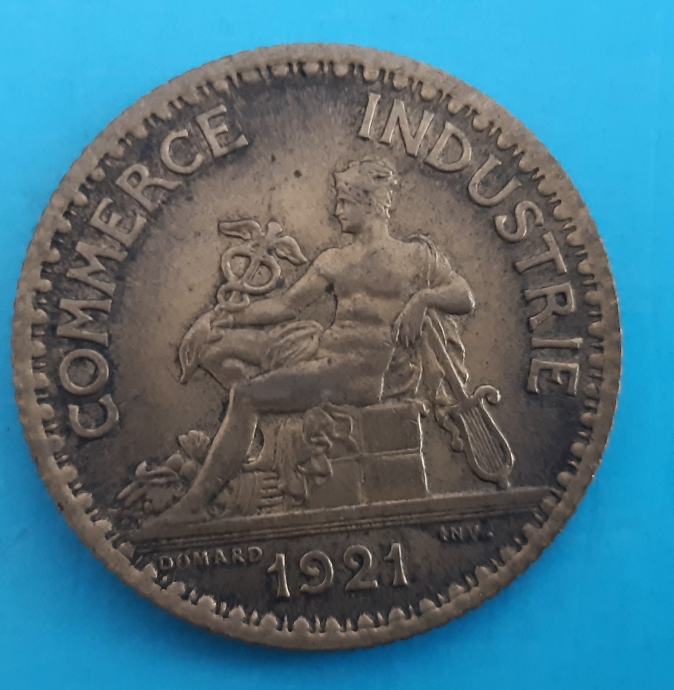 COMMERCE INDUSTRIE
DOMARD INV.
1921